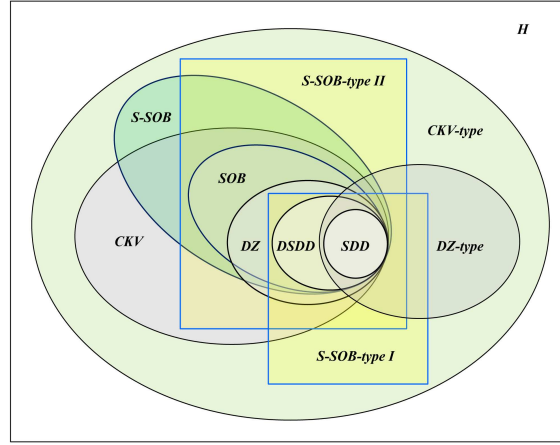 H
S-SOB-type II
S-SOB
CKV-type
SOB
CKV
DZ
DSDD
SDD
DZ-type
S-SOB-type I